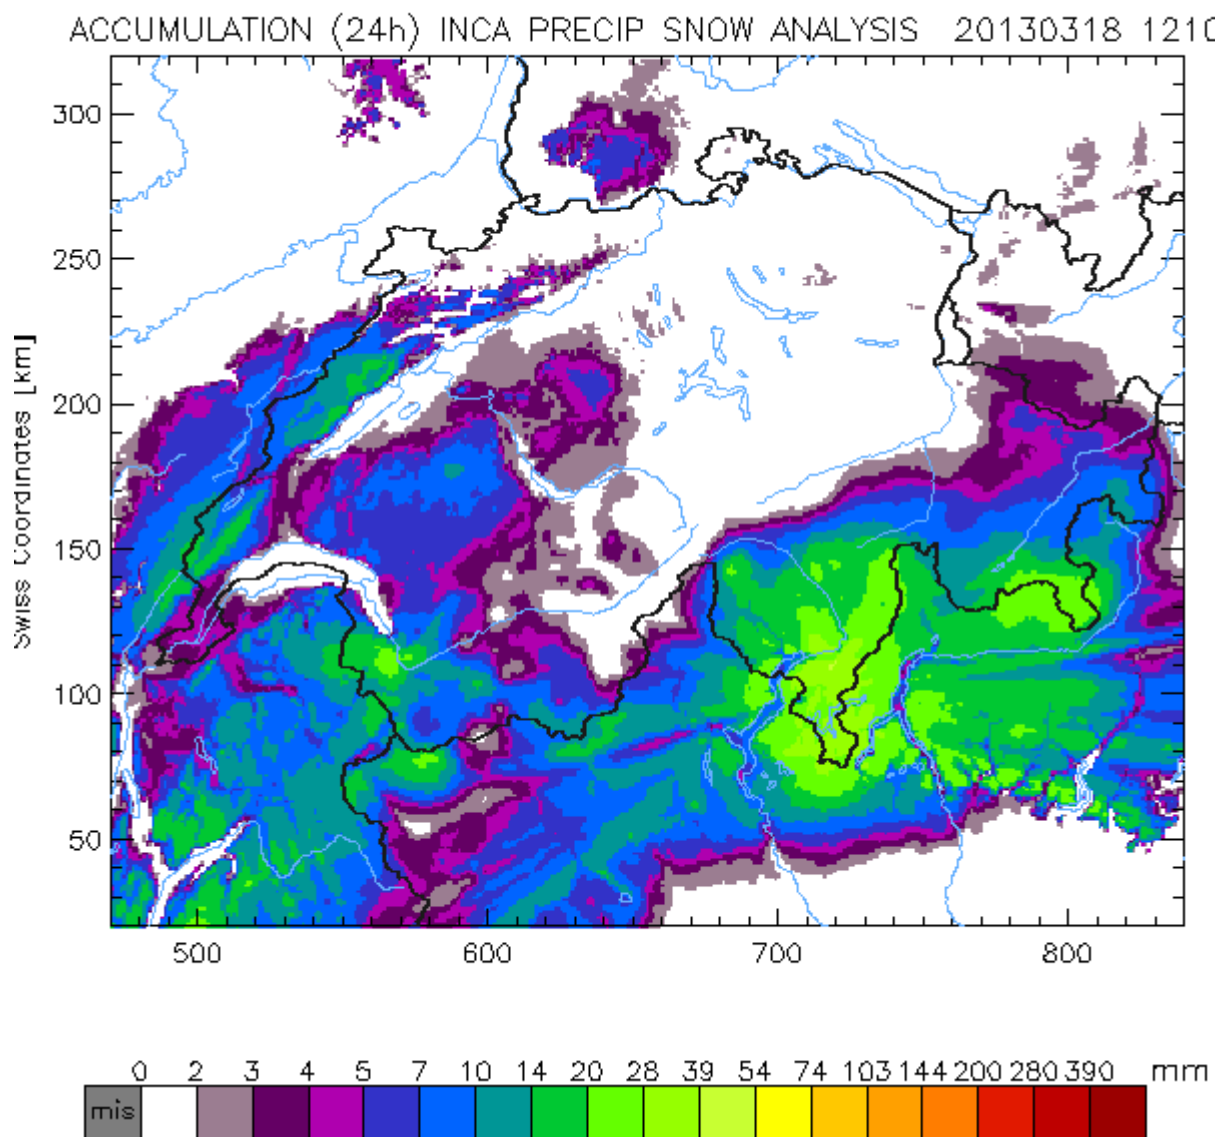 ACCUMULATION (24h) INCA PRECIP SNOW ANALYSIS 20130318 1210
300
250
200
150
100
50
Swiss Coordinates [km]
500 600 700 800
0 2 3 4 5 7 10 14 20 28 39 54 74 103 144 200 280 390 mm
mis